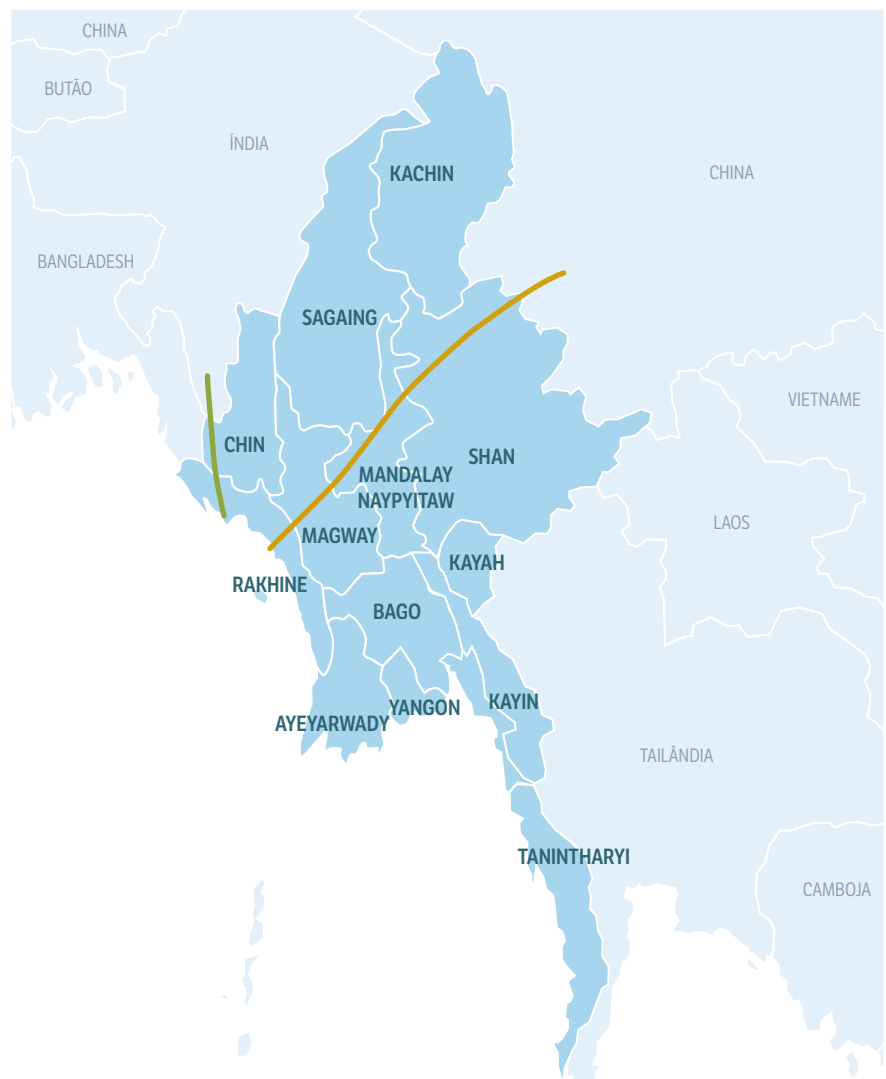 CHINA
BUTÃO
ÍNDIA
KACHIN
CHINA
BANGLADESH
SAGAING
VIETNAME
CHIN
SHAN
MANDALAY
NAYPYITAW
LAOS
MAGWAY
KAYAH
RAKHINE
BAGO
KAYIN
YANGON
AYEYARWADY
TAILÂNDIA
TANINTHARYI
CAMBOJA